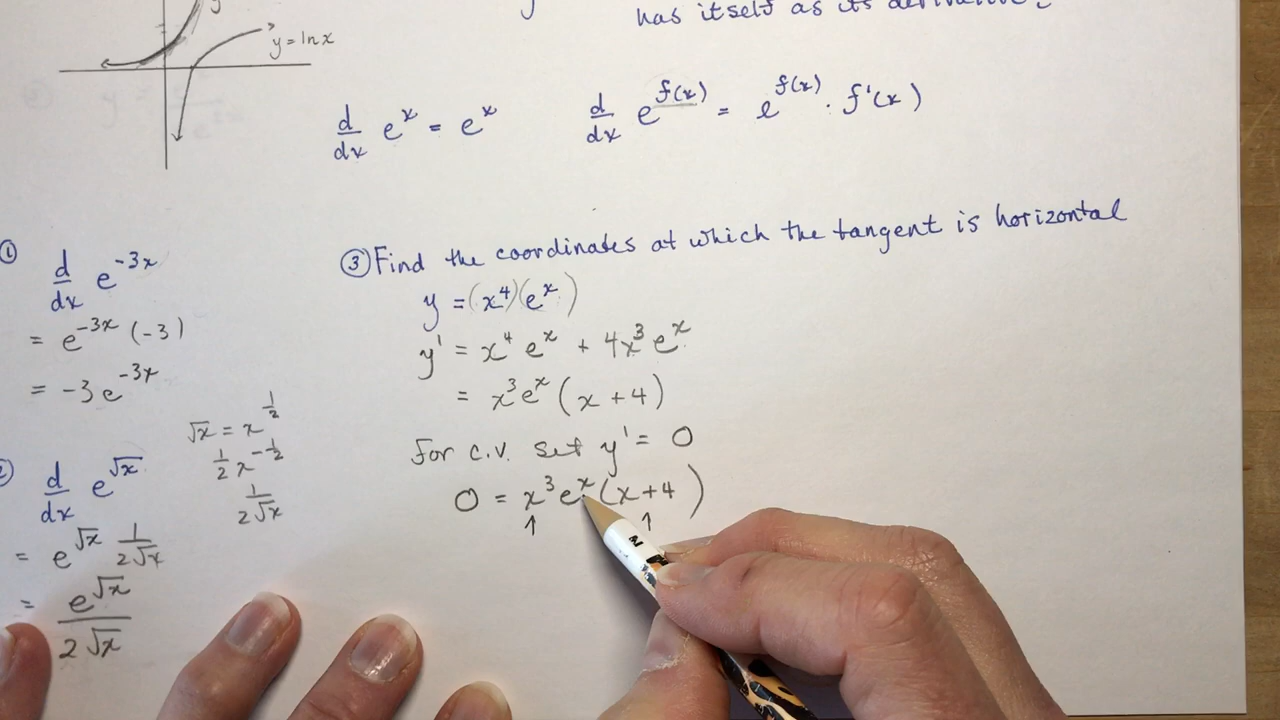 has itself as its derivative?
y
y = ln x
d/dx e^x = e^x
d/dx e^{f(x)} = e^{f(x)} · f'(x)
① d/dx e^{-3x}
= e^{-3x} (-3)
= -3e^{-3x}
√x = x^{1/2}
1/2 x^{-1/2}
1/(2√x)
d/dx e^{√x}
= e^{√x} 1/(2√x)
= e^{√x}/(2√x)
③ Find the coordinates at which the tangent is horizontal
y = (x^4)(e^x)
y' = x^4 e^x + 4x^3 e^x
= x^3 e^x (x + 4)
For c.v. set y' = 0
0 = x^3 e^x (x+4)
↑ ↑